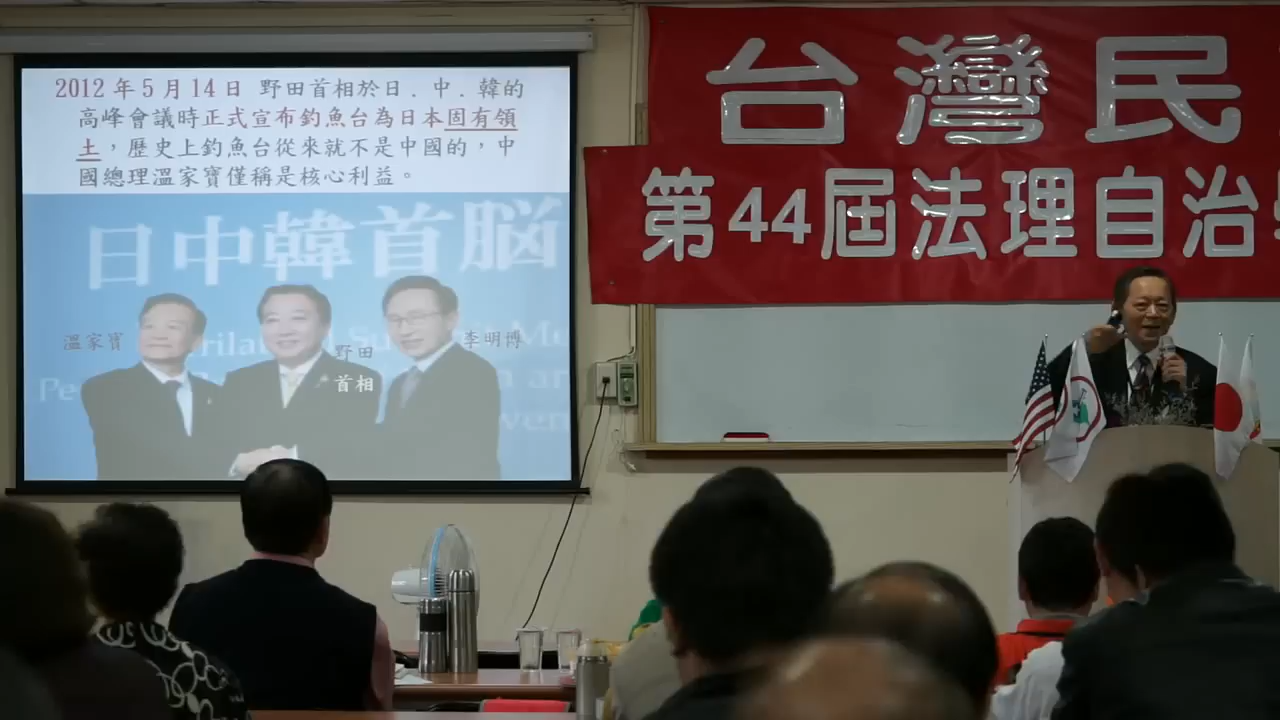 2012 年 5 月 14 日 野田首相於日．中．韓的
高峰會議時正式宣布釣魚台為日本固有領
土，歷史上釣魚台從來就不是中國的，中
國總理溫家寶僅稱是核心利益。
日中韓首脳
溫家寶
野田
首相
李明博
台灣民
第44屆法理自治